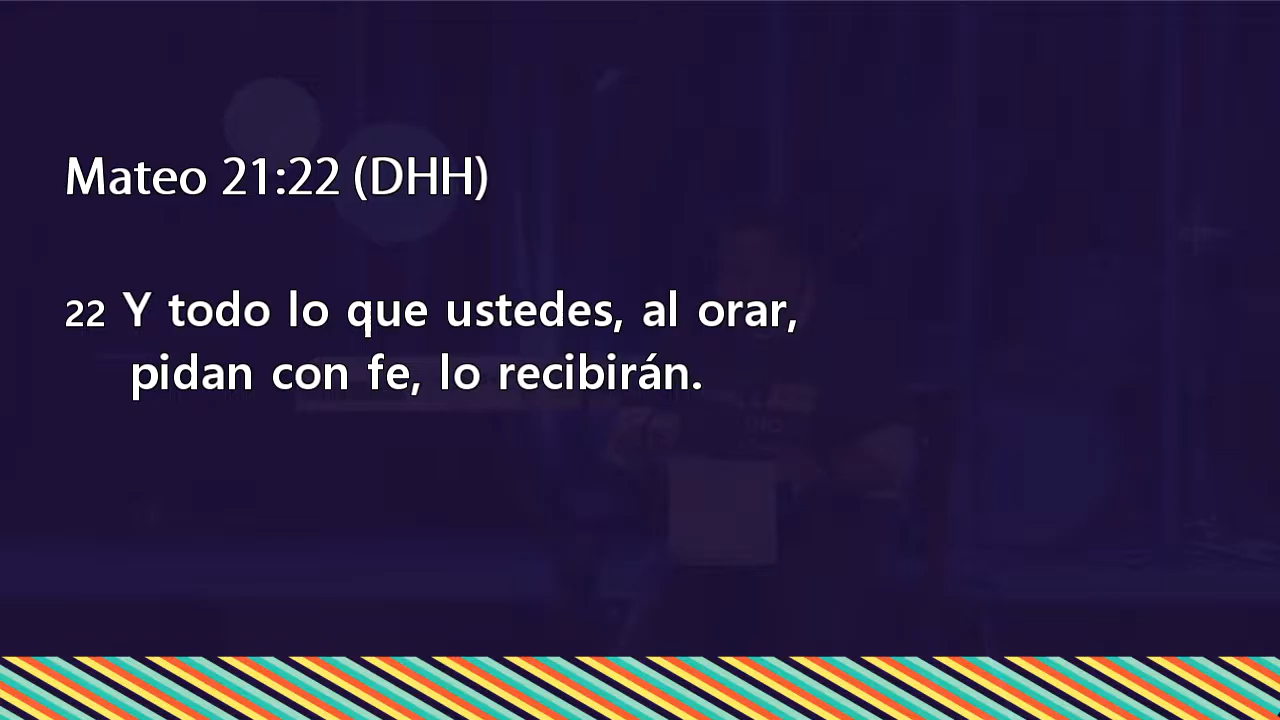 Mateo 21:22 (DHH)
22 Y todo lo que ustedes, al orar,
pidan con fe, lo recibirán.